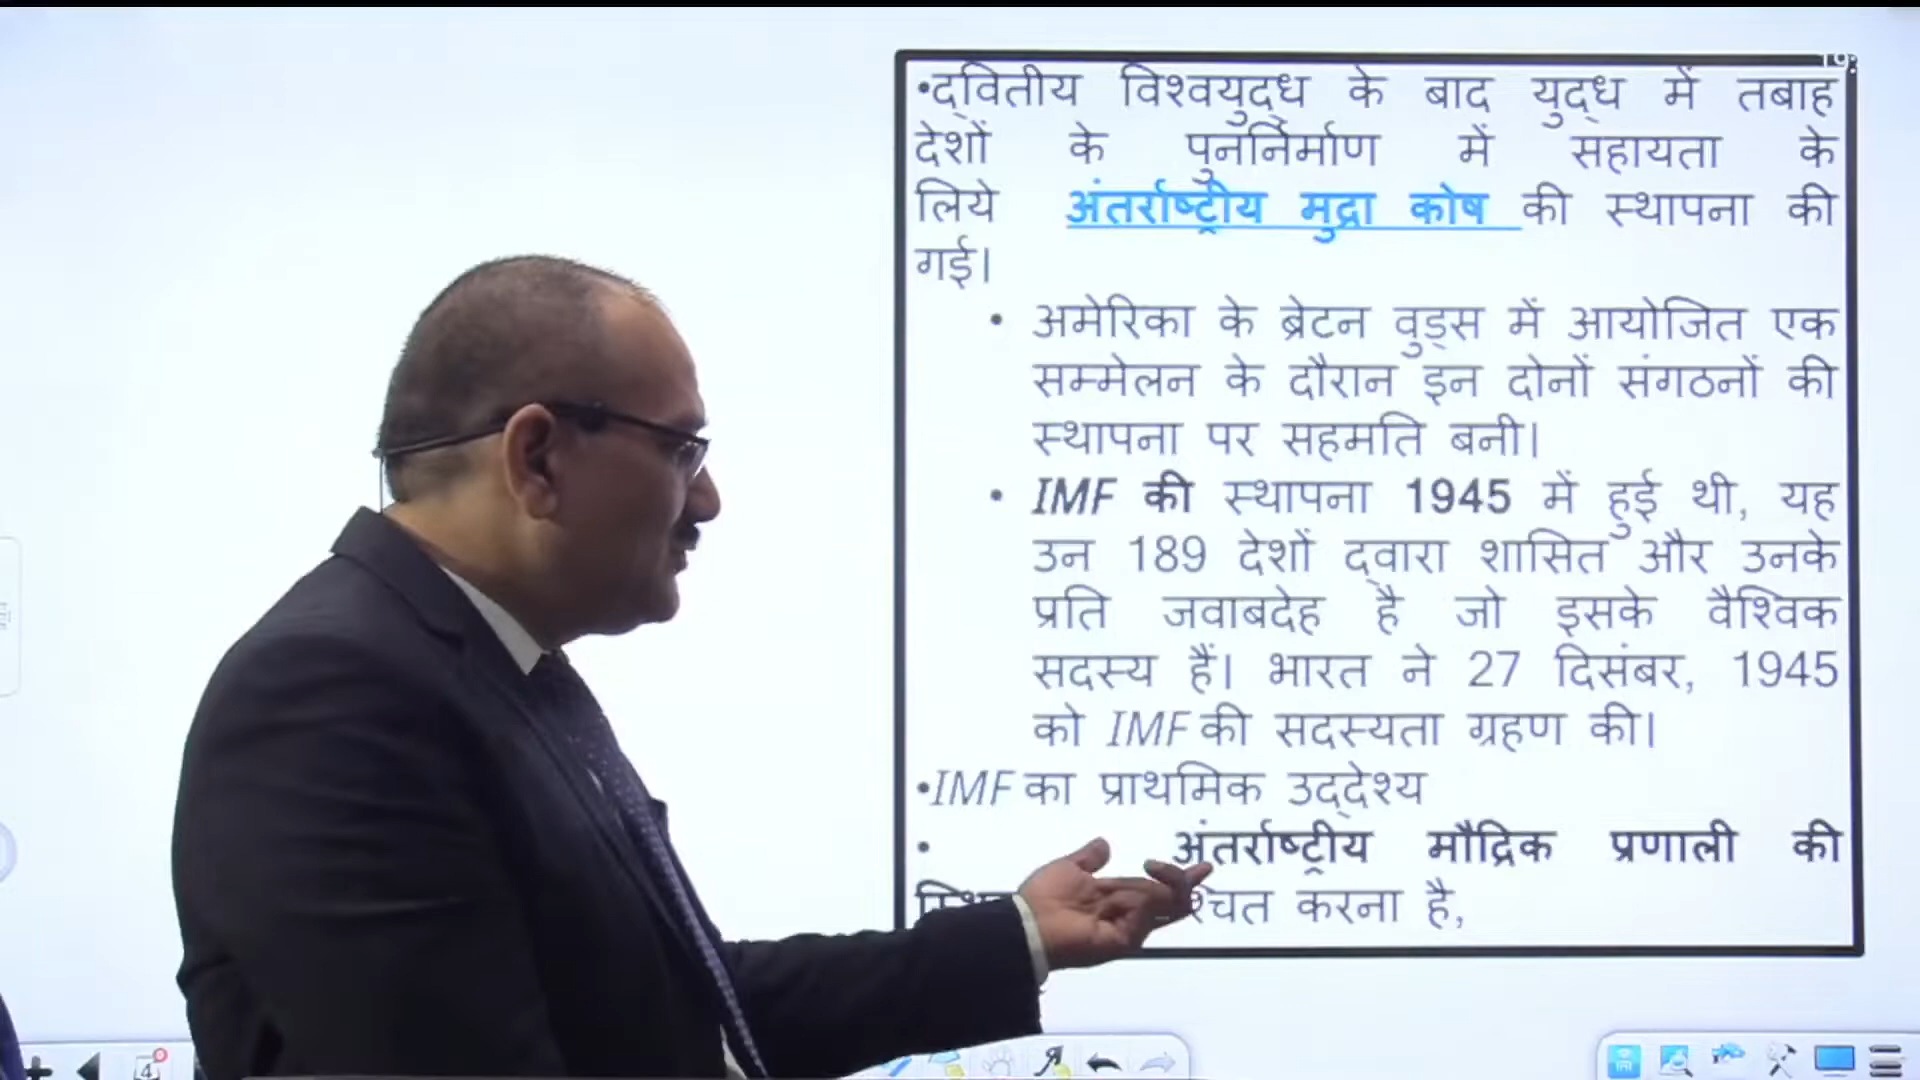 •द्वितीय विश्वयुद्ध के बाद युद्ध में तबाह
देशों के पुनर्निर्माण में सहायता के
लिये अंतर्राष्ट्रीय मुद्रा कोष की स्थापना की
गई।
• अमेरिका के ब्रेटन वुड्स में आयोजित एक
सम्मेलन के दौरान इन दोनों संगठनों की
स्थापना पर सहमति बनी।
• IMF की स्थापना 1945 में हुई थी, यह
उन 189 देशों द्वारा शासित और उनके
प्रति जवाबदेह है जो इसके वैश्विक
सदस्य हैं। भारत ने 27 दिसंबर, 1945
को IMF की सदस्यता ग्रहण की।
•IMF का प्राथमिक उद्देश्य
• अंतर्राष्ट्रीय मौद्रिक प्रणाली की
करना है,
4